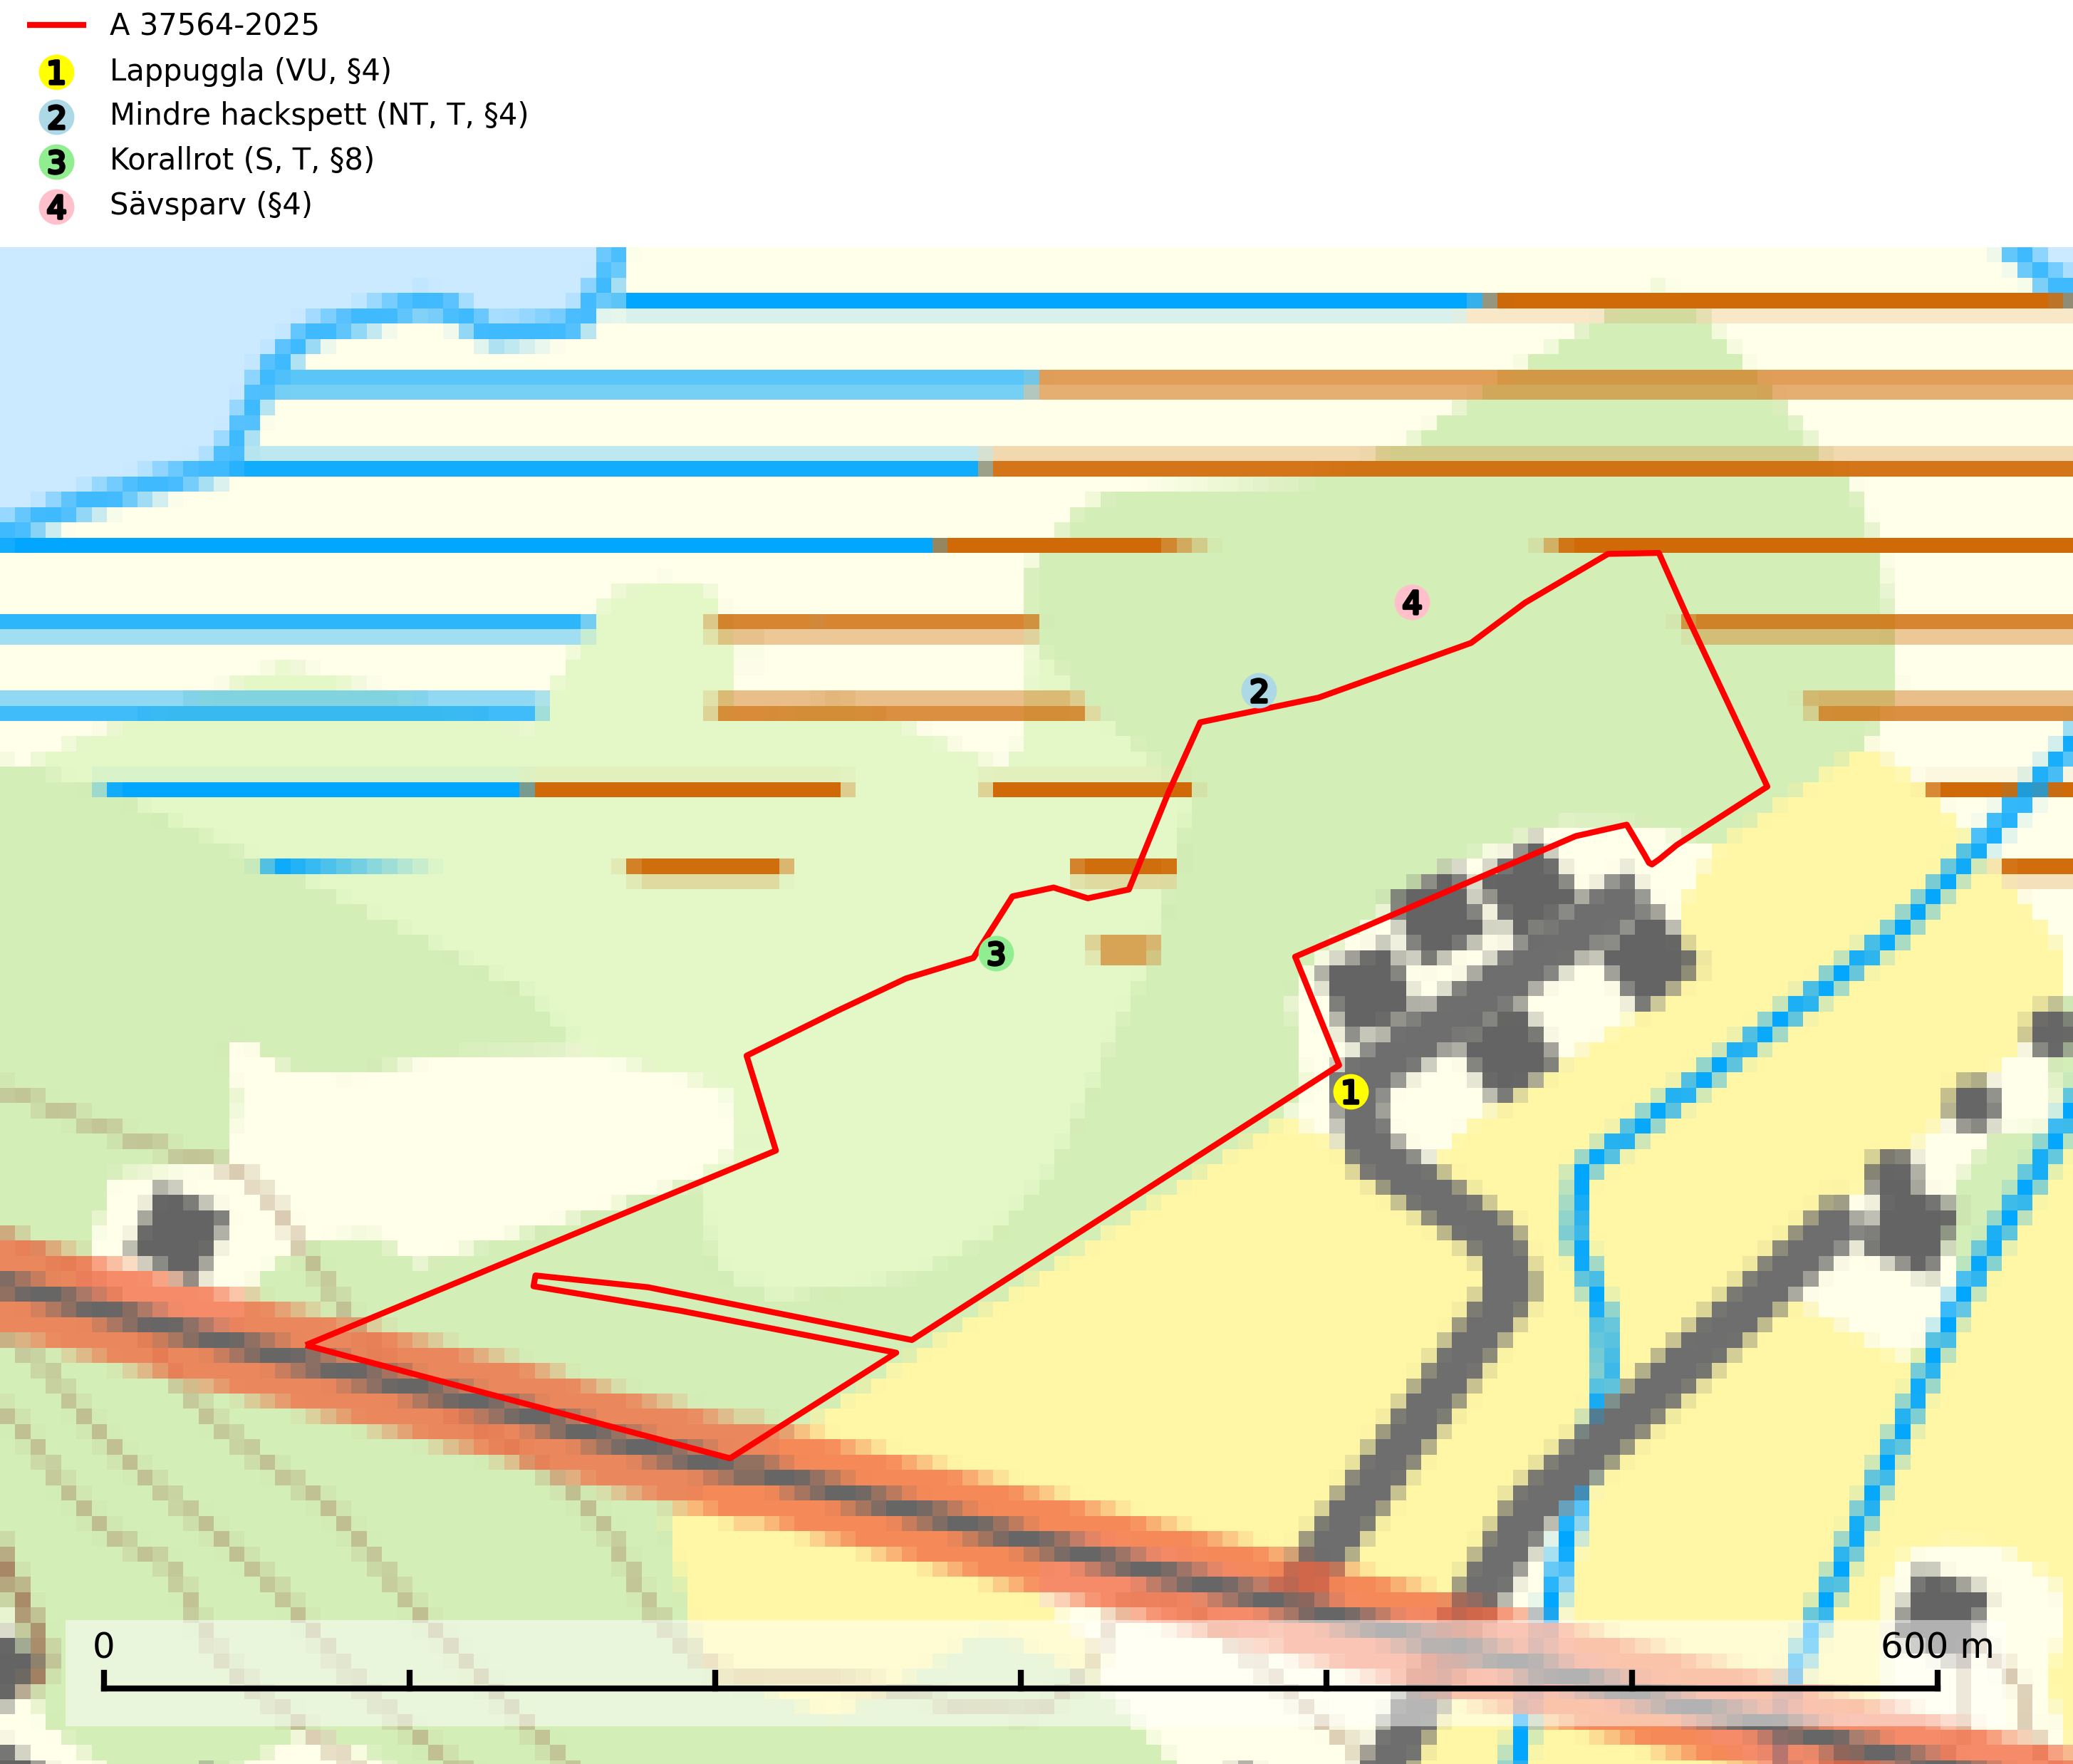 A 37564-2025
1 Lappuggla (VU, §4)
2 Mindre hackspett (NT, T, §4)
3 Korallrot (S, T, §8)
4 Sävsparv (§4)
4
2
3
1
0 600 m